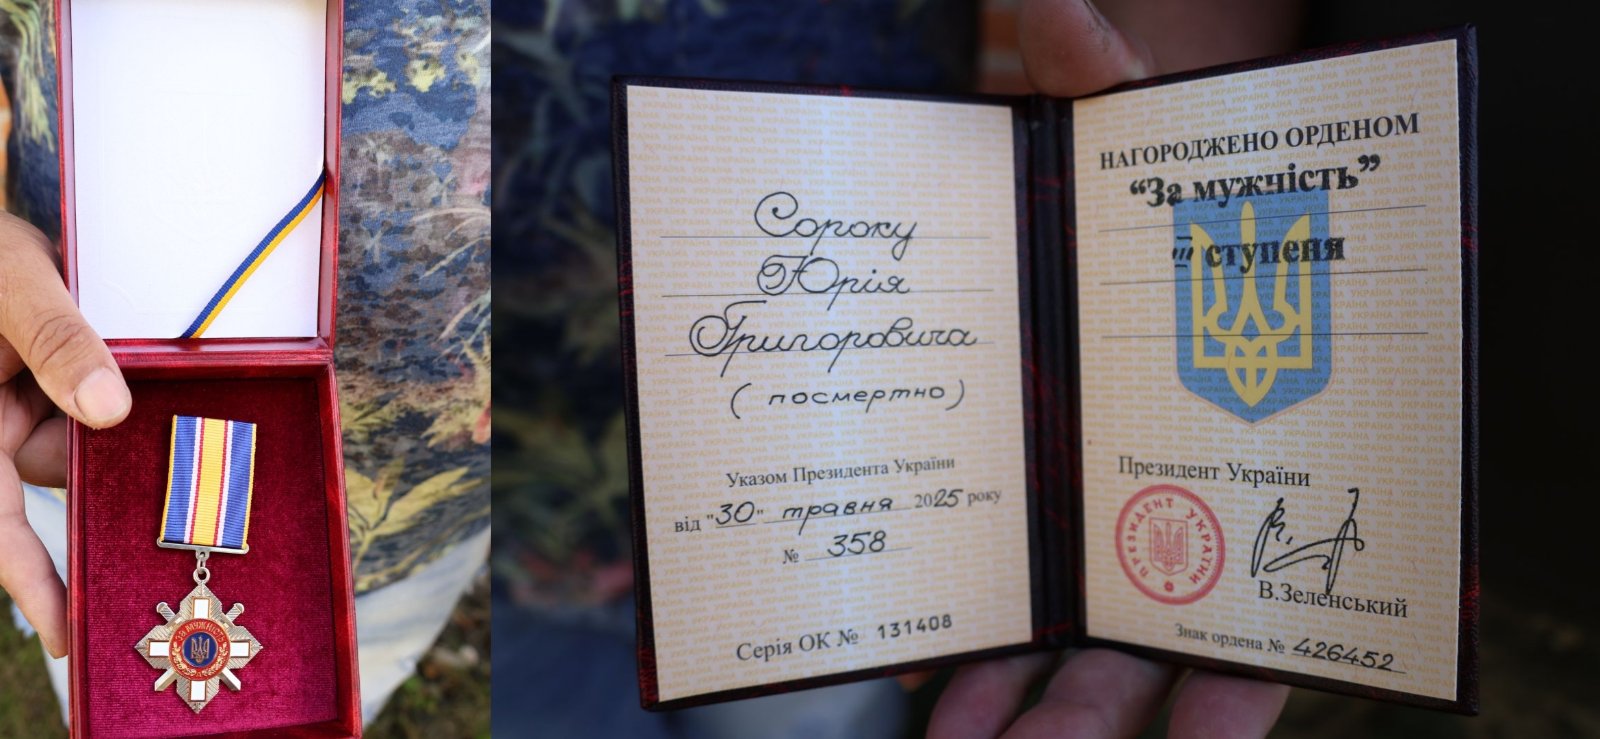 ЗА МУЖНІСТЬ
Сороку
Юрія
Григоровича
(посмертно)
Указом Президента України
від "30" травня 2025 року
№ 358
Серія ОК № 131408
НАГОРОДЖЕНО ОРДЕНОМ
“За мужність”
III ступеня
Президент України
ПРЕЗИДЕНТ УКРАЇНИ
В.Зеленський
Знак ордена № 426452